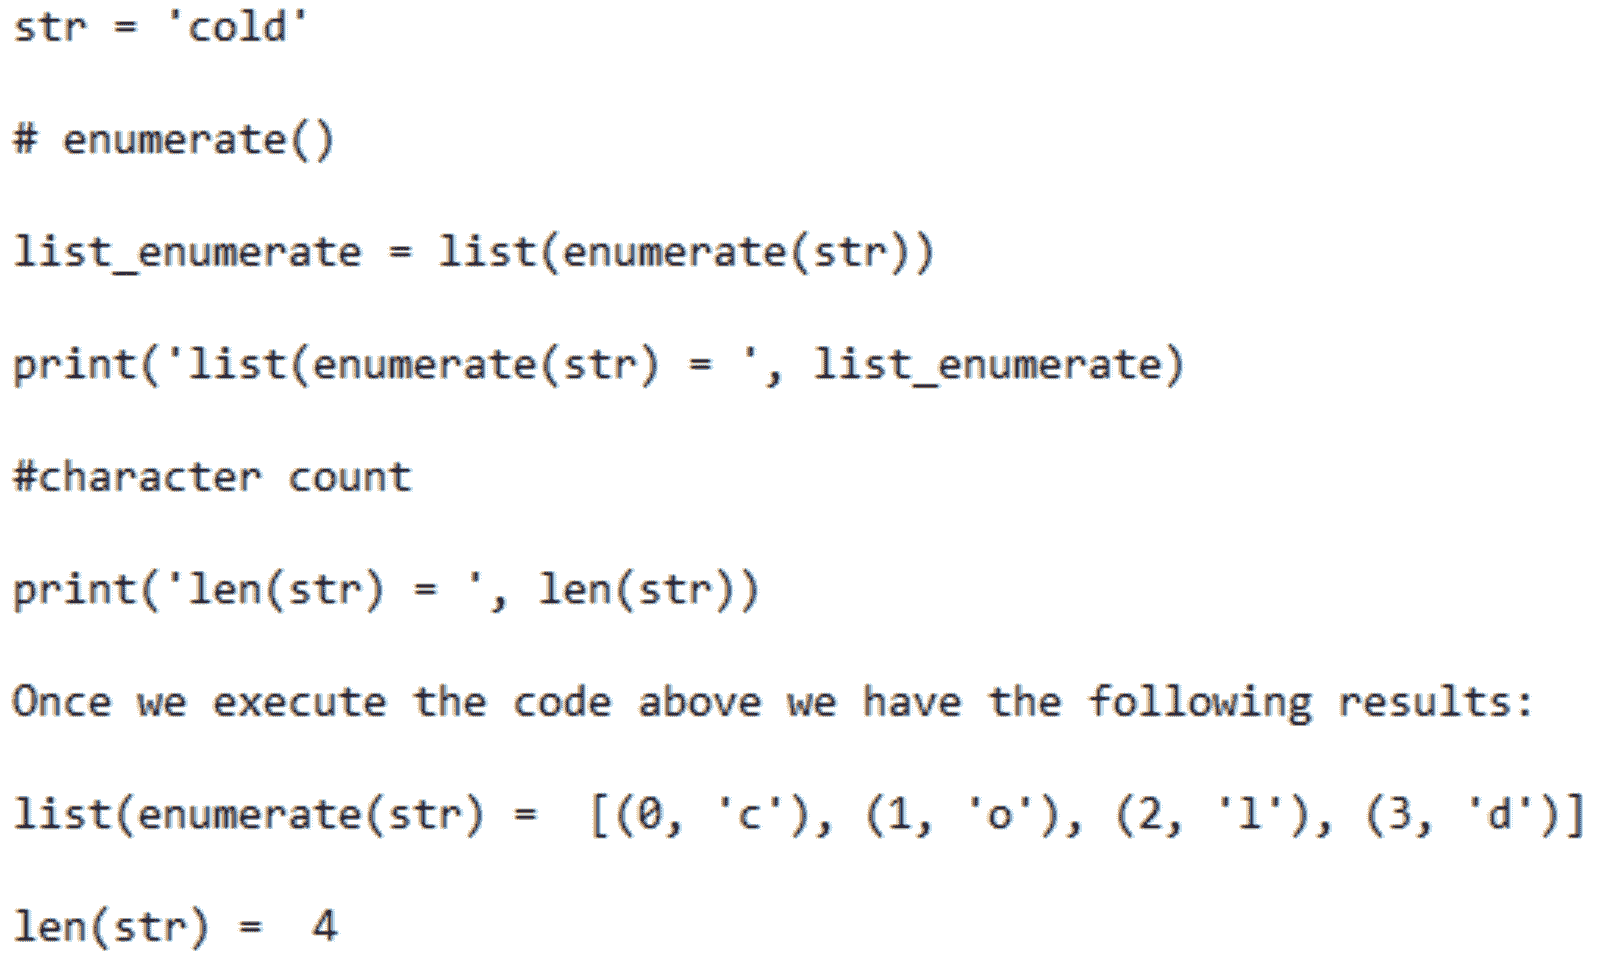 str = 'cold'
# enumerate()
list_enumerate = list(enumerate(str))
print('list(enumerate(str) = ', list_enumerate)
#character count
print('len(str) = ', len(str))
Once we execute the code above we have the following results:
list(enumerate(str) =  [(0, 'c'), (1, 'o'), (2, 'l'), (3, 'd')]
len(str) =  4